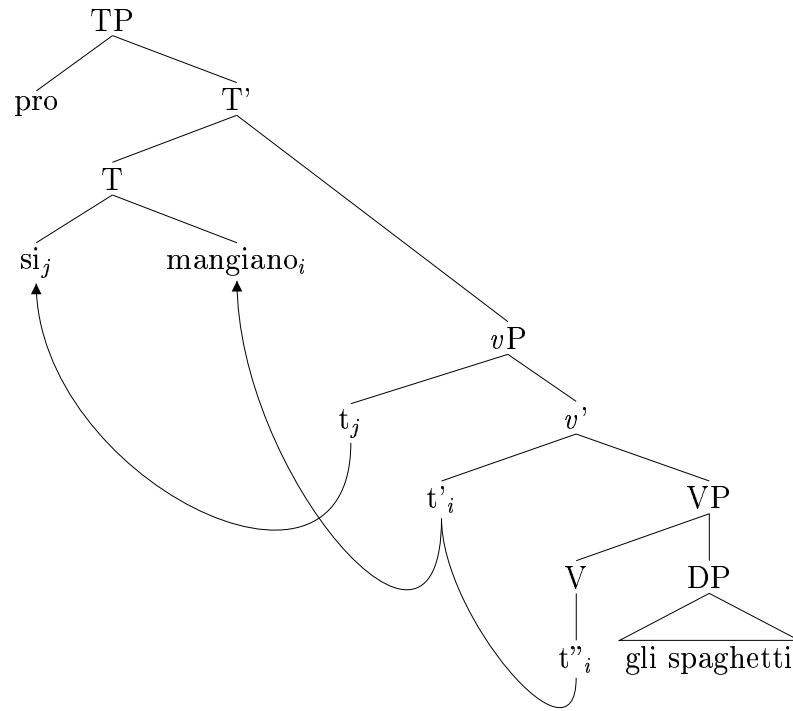 TP
pro T'
T
si_j mangiano_i
vP
t_j v'
t'_i VP
V DP
t"_i gli spaghetti